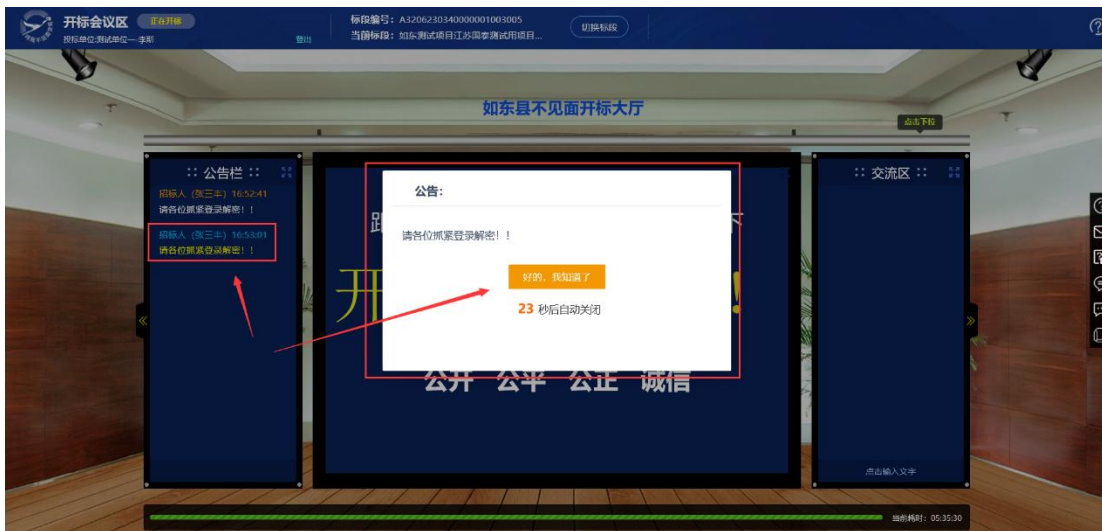 开标会议区 正在开标
投标单位:测试单位一-李斯 登出
标段编号：A3206230340000001003005
当前标段：如东测试项目江苏国泰测试用项目...
切换标段
如东县不见面开标大厅
点击下拉
:: 公告栏 ::
招标人（张三丰）16:52:41
请各位抓紧登录解密！！
招标人（张三丰）16:53:01
请各位抓紧登录解密！！
公告：
请各位抓紧登录解密！！
好的，我知道了
23 秒后自动关闭
开
！
公开 公平 公正 诚信
:: 交流区 ::
点击输入文字
当前耗时：05:35:30